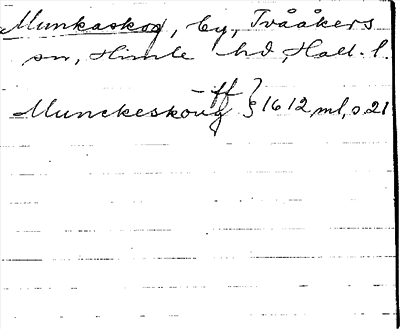 Munkaskog, by, Tvååkers
sn, Himle hd, Hall. l.
–ff
Munckeskoug } 1612 ml, s. 21